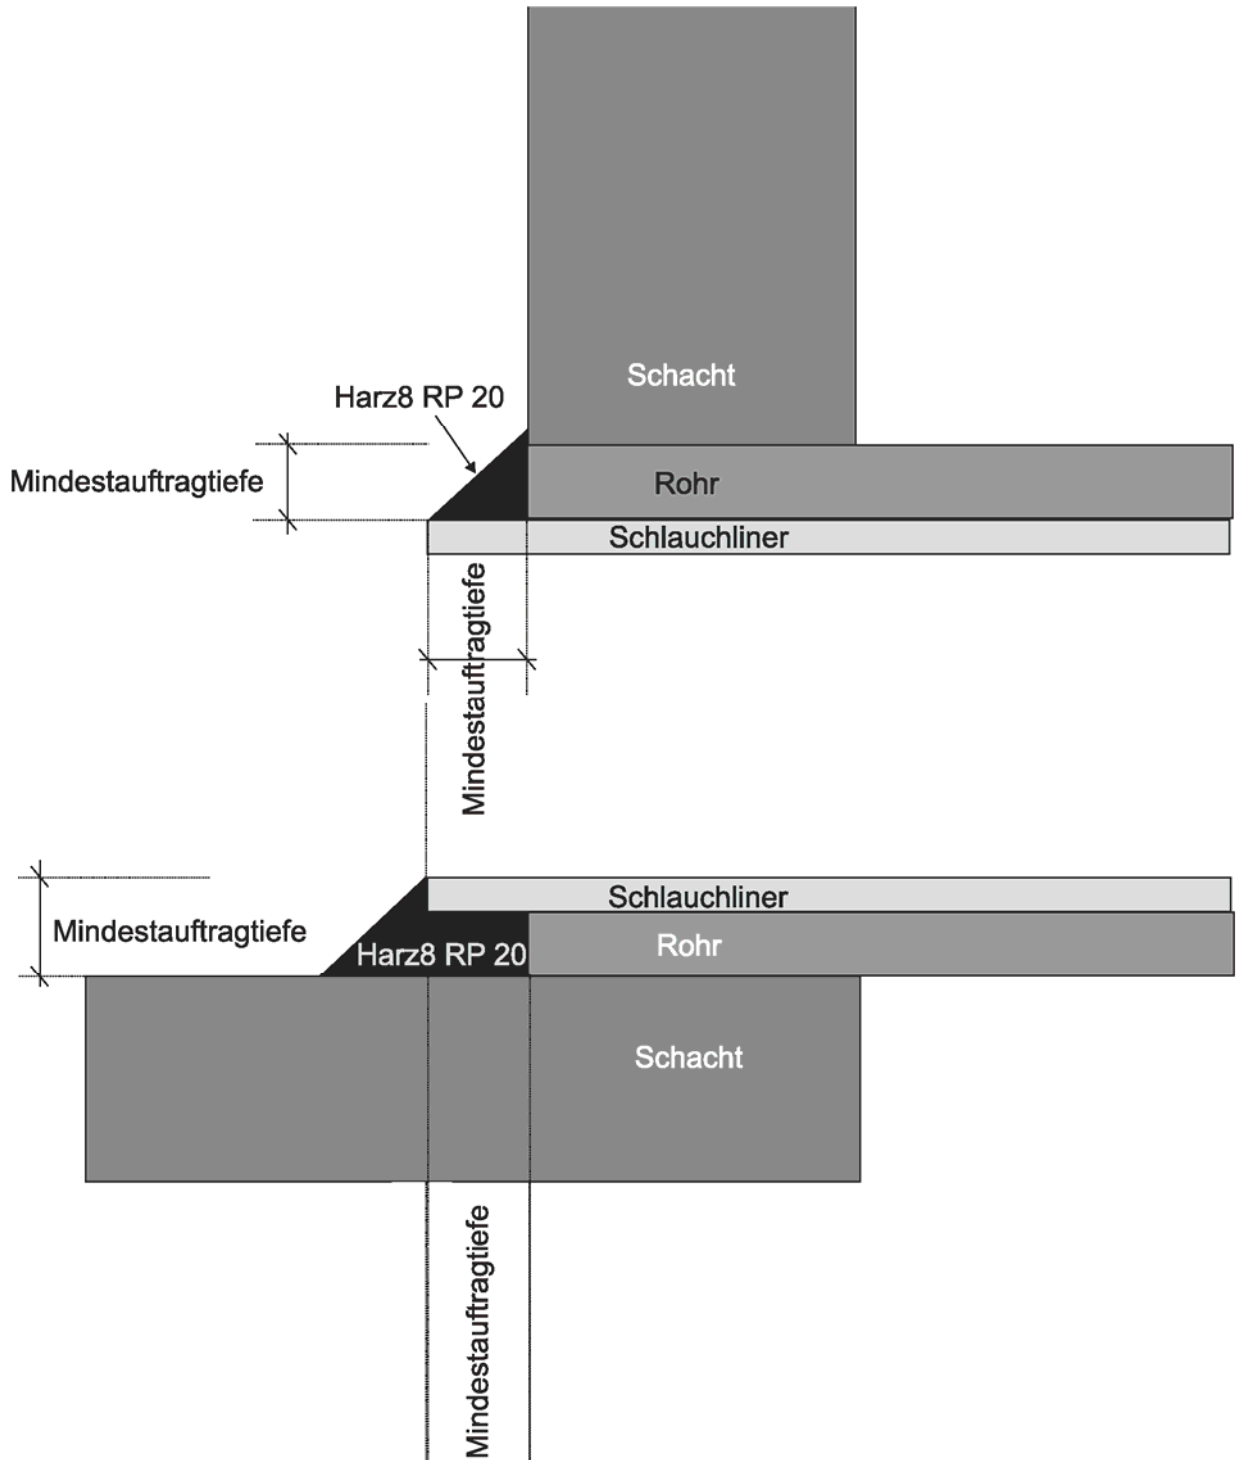 Schacht
Harz8 RP 20
Mindestauftragtiefe
Rohr
Schlauchliner
Mindestauftragtiefe
Schlauchliner
Mindestauftragtiefe
Harz8 RP 20
Rohr
Schacht
Mindestauftragtiefe